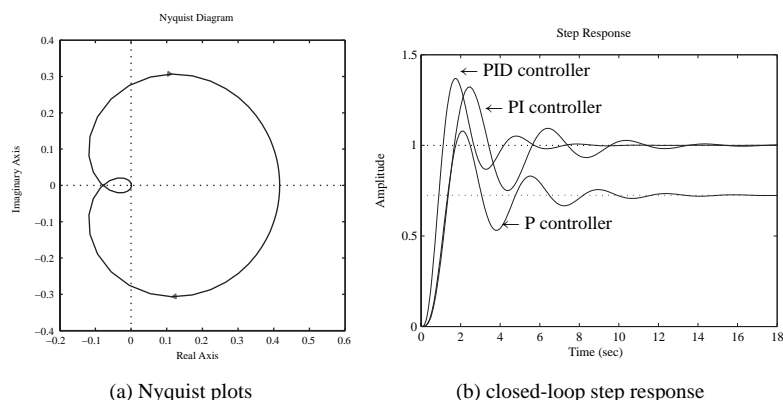 Nyquist Diagram
0.4
0.3
0.2
0.1
0
−0.1
−0.2
−0.3
−0.4
−0.2
−0.1
0
0.1
0.2
0.3
0.4
0.5
0.6
Imaginary Axis
Real Axis
(a) Nyquist plots
Step Response
1.5
1
0.5
0
0
2
4
6
8
10
12
14
16
18
Amplitude
Time (sec)
← PID controller
← PI controller
← P controller
(b) closed-loop step response